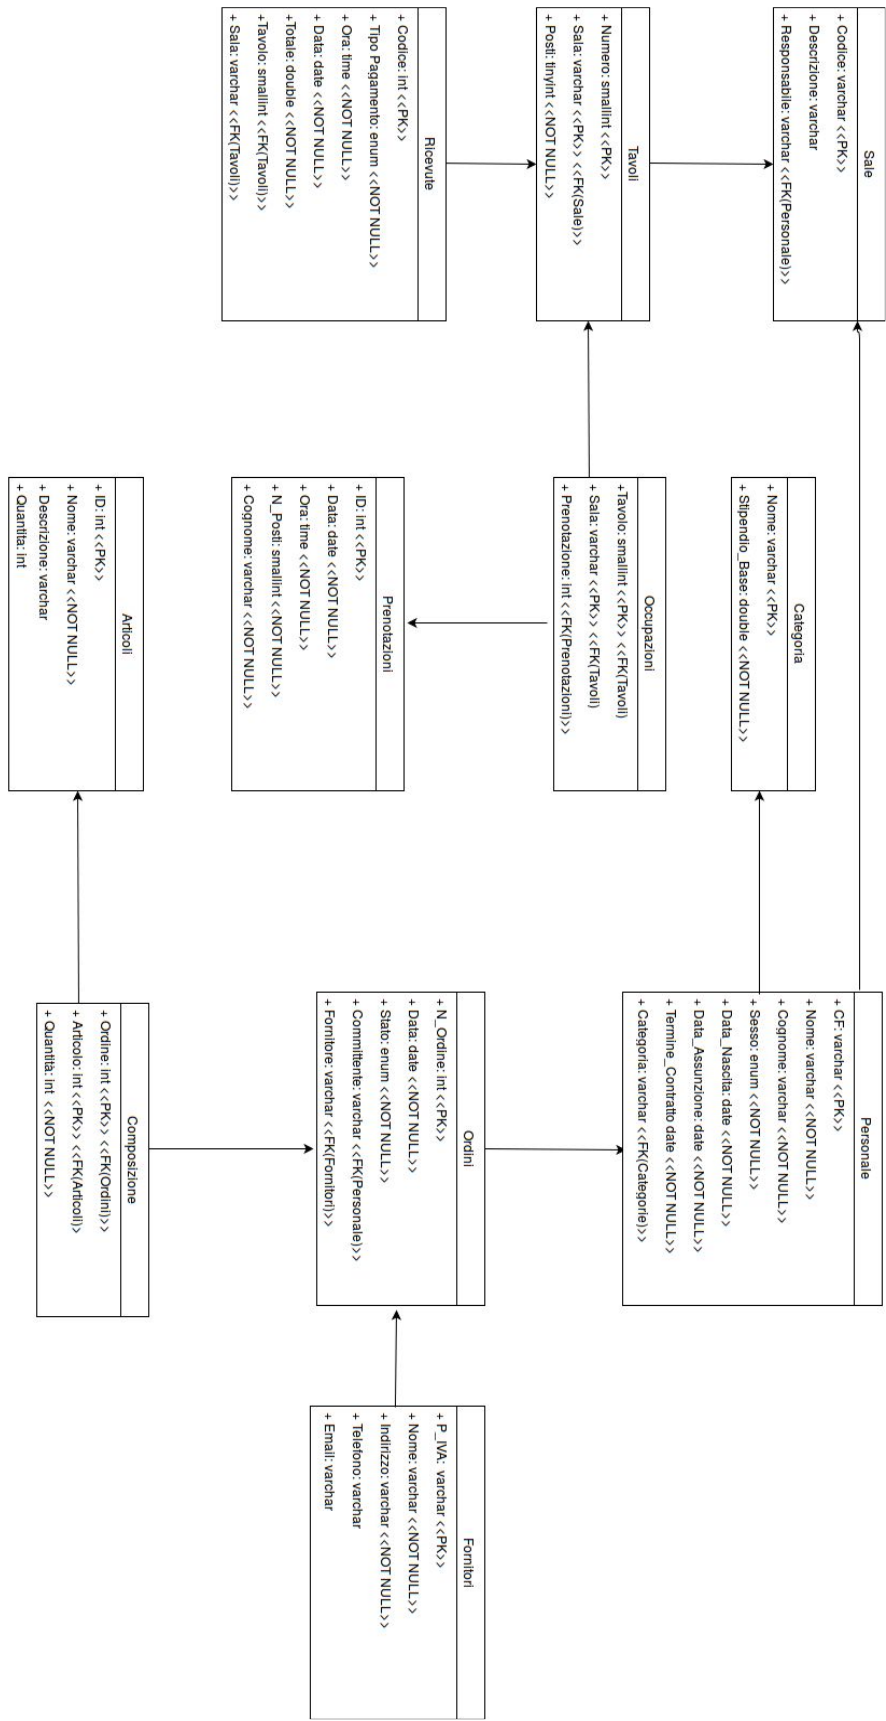 Sale
+ Codice: varchar <<PK>>
+ Descrizione: varchar
+ Responsabile: varchar <<FK(Personale)>>
Tavoli
+ Numero: smallint <<PK>>
+ Sala: varchar <<PK>> <<FK(Sale)>>
+ Posti: tinyint <<NOT NULL>>
Ricevute
+ Codice: int <<PK>>
+ Tipo Pagamento: enum <<NOT NULL>>
+ Ora: time <<NOT NULL>>
+ Data: date <<NOT NULL>>
+ Totale: double <<NOT NULL>>
+Tavolo: smallint <<FK(Tavoli)>>
+ Sala: varchar <<FK(Tavoli)>>
Categoria
+ Nome: varchar <<PK>>
+ Stipendio_Base: double <<NOT NULL>>
Occupazioni
+Tavolo: smallint <<PK>> <<FK(Tavoli)
+ Sala: varchar <<PK>> <<FK(Tavoli)
+ Prenotazione: int <<FK(Prenotazioni)>>
Prenotazioni
+ ID: int <<PK>>
+ Data: date <<NOT NULL>>
+ Ora: time <<NOT NULL>>
+ N_Posti: smallint <<NOT NULL>>
+ Cognome: varchar <<NOT NULL>>
Articoli
+ ID: int <<PK>>
+ Nome: varchar <<NOT NULL>>
+ Descrizione: varchar
+ Quantita: int
Personale
+ CF: varchar <<PK>>
+ Nome: varchar <<NOT NULL>>
+ Cognome: varchar <<NOT NULL>>
+ Sesso: enum <<NOT NULL>>
+ Data_Nascita: date <<NOT NULL>>
+ Data_Assunzione: date <<NOT NULL>>
+ Termine_Contratto date <<NOT NULL>>
+ Categoria: varchar <<FK(Categorie)>>
Ordini
+ N_Ordine: int <<PK>>
+ Data: date <<NOT NULL>>
+ Stato: enum <<NOT NULL>>
+ Committente: varchar <<FK(Personale)>>
+ Fornitore: varchar <<FK(Fornitori)>>
Composizione
+ Ordine: int <<PK>> <<FK(Ordini)>>
+ Articolo: int <<PK>> <<FK(Articoli)>
+ Quantità: int <<NOT NULL>>
Fornitori
+ P_IVA: varchar <<PK>>
+ Nome: varchar <<NOT NULL>>
+ Indirizzo: varchar <<NOT NULL>>
+ Telefono: varchar
+ Email: varchar